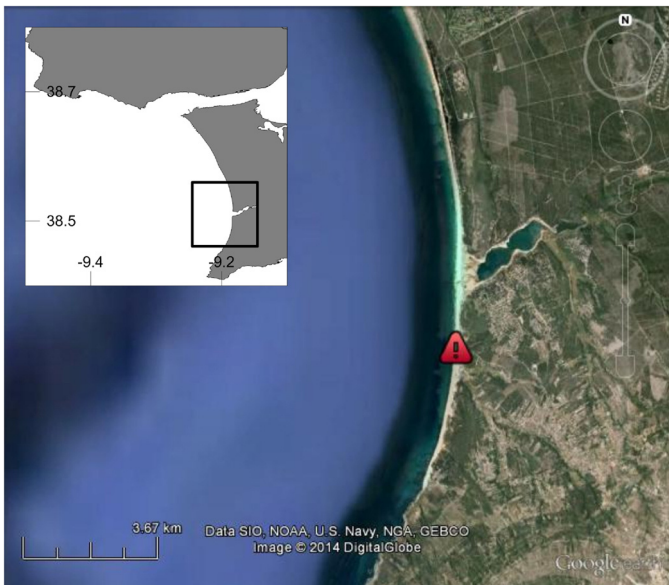 N
38.7
38.5
-9.4
-9.2
3.67 km
Data SIO, NOAA, U.S. Navy, NGA, GEBCO
Image © 2014 DigitalGlobe
Google earth